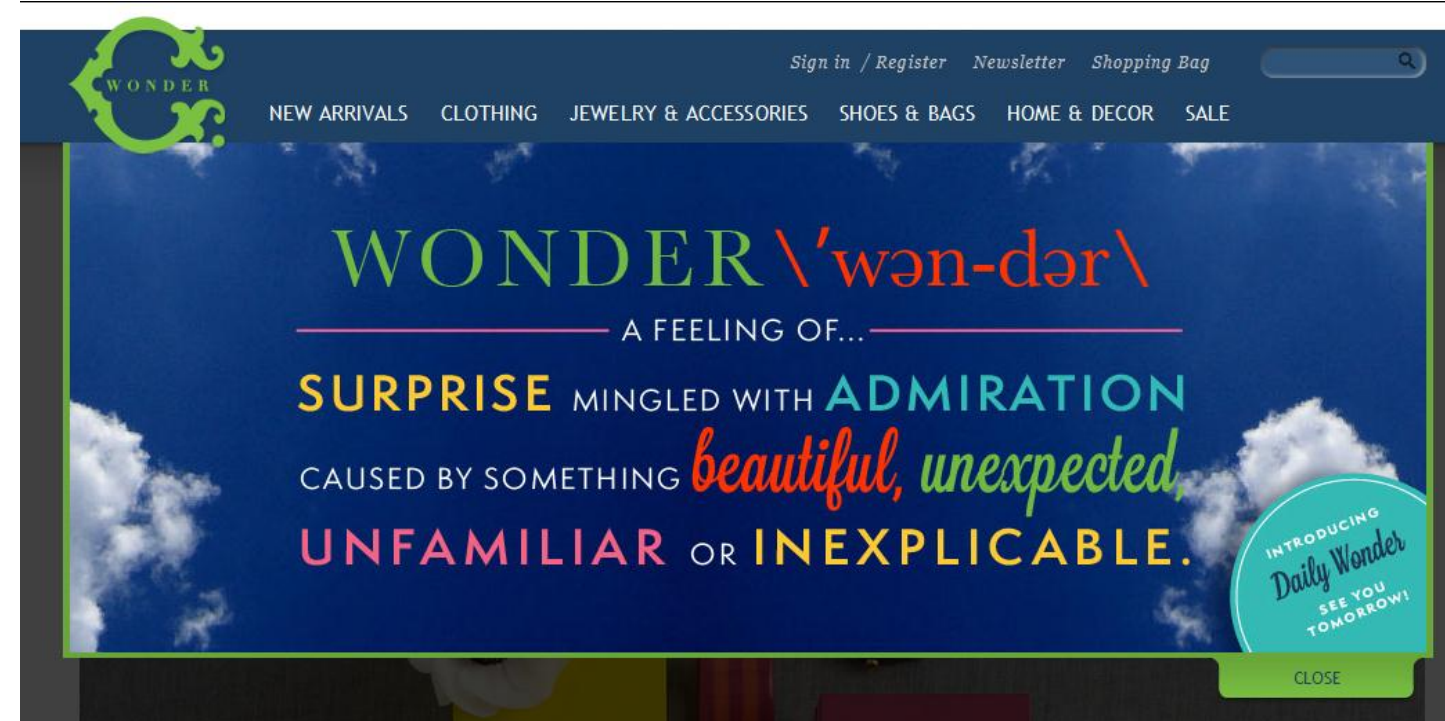 Sign in / Register Newsletter Shopping Bag
WONDER
NEW ARRIVALS CLOTHING JEWELRY & ACCESSORIES SHOES & BAGS HOME & DECOR SALE
WONDER \ˈwən-dər\
A FEELING OF...
SURPRISE MINGLED WITH ADMIRATION
CAUSED BY SOMETHING beautiful, unexpected,
UNFAMILIAR OR INEXPLICABLE.
INTRODUCING
Daily Wonder
SEE YOU
TOMORROW!
CLOSE